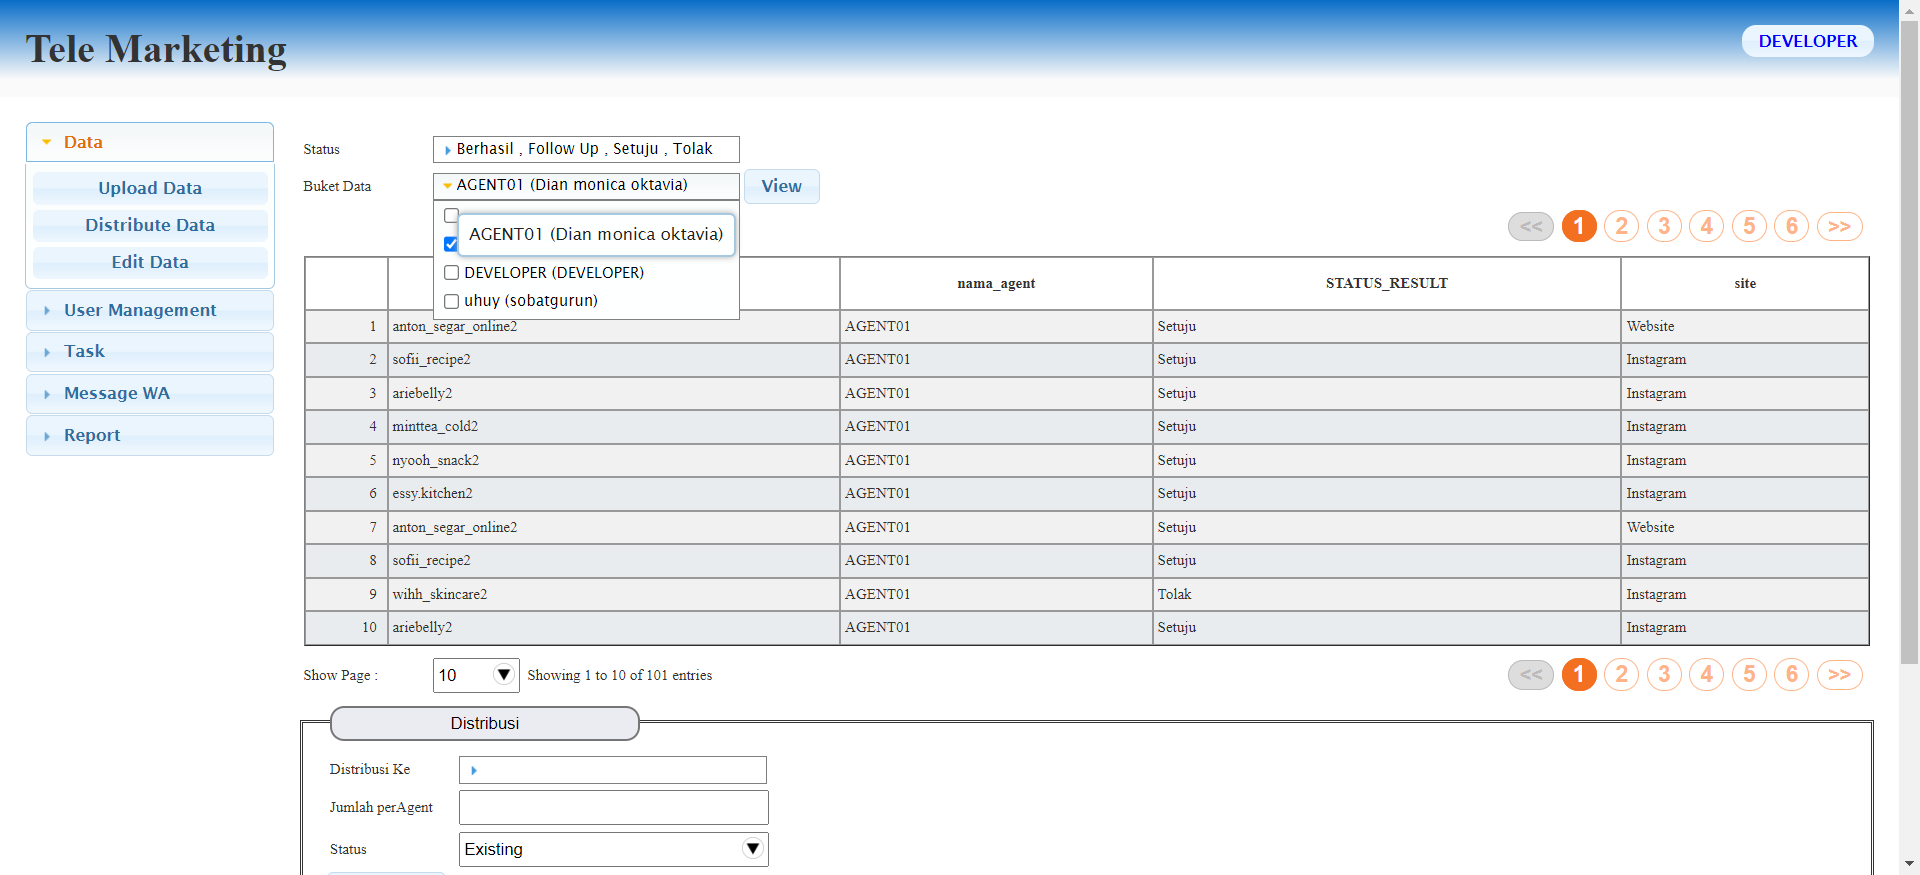 Tele Marketing
DEVELOPER
Data
Upload Data
Distribute Data
Edit Data
User Management
Task
Message WA
Report
Status
Berhasil , Follow Up , Setuju , Tolak
Buket Data
AGENT01 (Dian monica oktavia)
View
AGENT01 (Dian monica oktavia)
DEVELOPER (DEVELOPER)
uhuy (sobatgurun)
<< 1 2 3 4 5 6 >>
nama_agent STATUS_RESULT site
1 anton_segar_online2 AGENT01 Setuju Website
2 sofii_recipe2 AGENT01 Setuju Instagram
3 ariebelly2 AGENT01 Setuju Instagram
4 minttea_cold2 AGENT01 Setuju Instagram
5 nyooh_snack2 AGENT01 Setuju Instagram
6 essy.kitchen2 AGENT01 Setuju Instagram
7 anton_segar_online2 AGENT01 Setuju Website
8 sofii_recipe2 AGENT01 Setuju Instagram
9 wihh_skincare2 AGENT01 Tolak Instagram
10 ariebelly2 AGENT01 Setuju Instagram
Show Page : 10 Showing 1 to 10 of 101 entries
<< 1 2 3 4 5 6 >>
Distribusi
Distribusi Ke
Jumlah perAgent
Status Existing